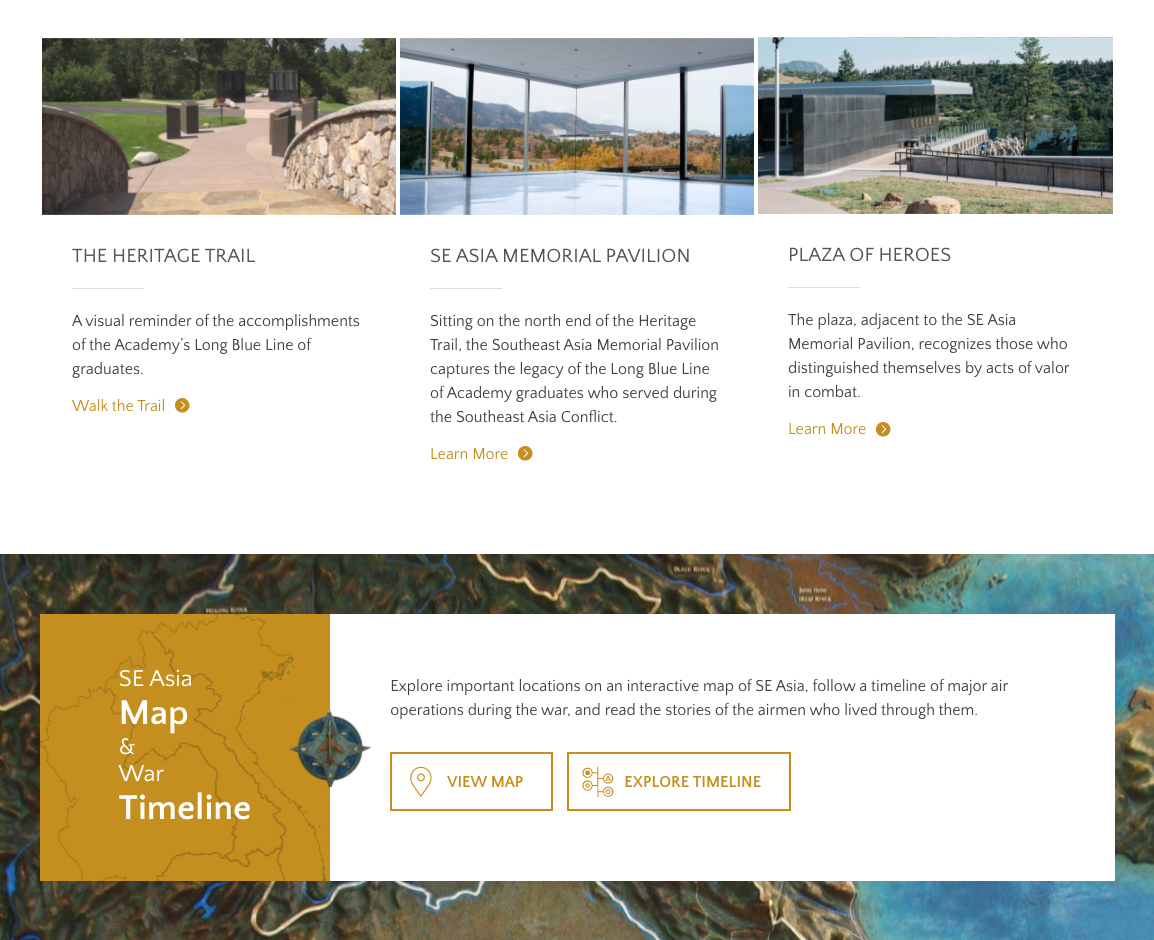 THE HERITAGE TRAIL
A visual reminder of the accomplishments
of the Academy's Long Blue Line of
graduates.
Walk the Trail
SE ASIA MEMORIAL PAVILION
Sitting on the north end of the Heritage
Trail, the Southeast Asia Memorial Pavilion
captures the legacy of the Long Blue Line
of Academy graduates who served during
the Southeast Asia Conflict.
Learn More
PLAZA OF HEROES
The plaza, adjacent to the SE Asia
Memorial Pavilion, recognizes those who
distinguished themselves by acts of valor
in combat.
Learn More
BLACK RIVER
MEKONG RIVER
SE Asia
Map
&
War
Timeline
Explore important locations on an interactive map of SE Asia, follow a timeline of major air
operations during the war, and read the stories of the airmen who lived through them.
VIEW MAP
EXPLORE TIMELINE